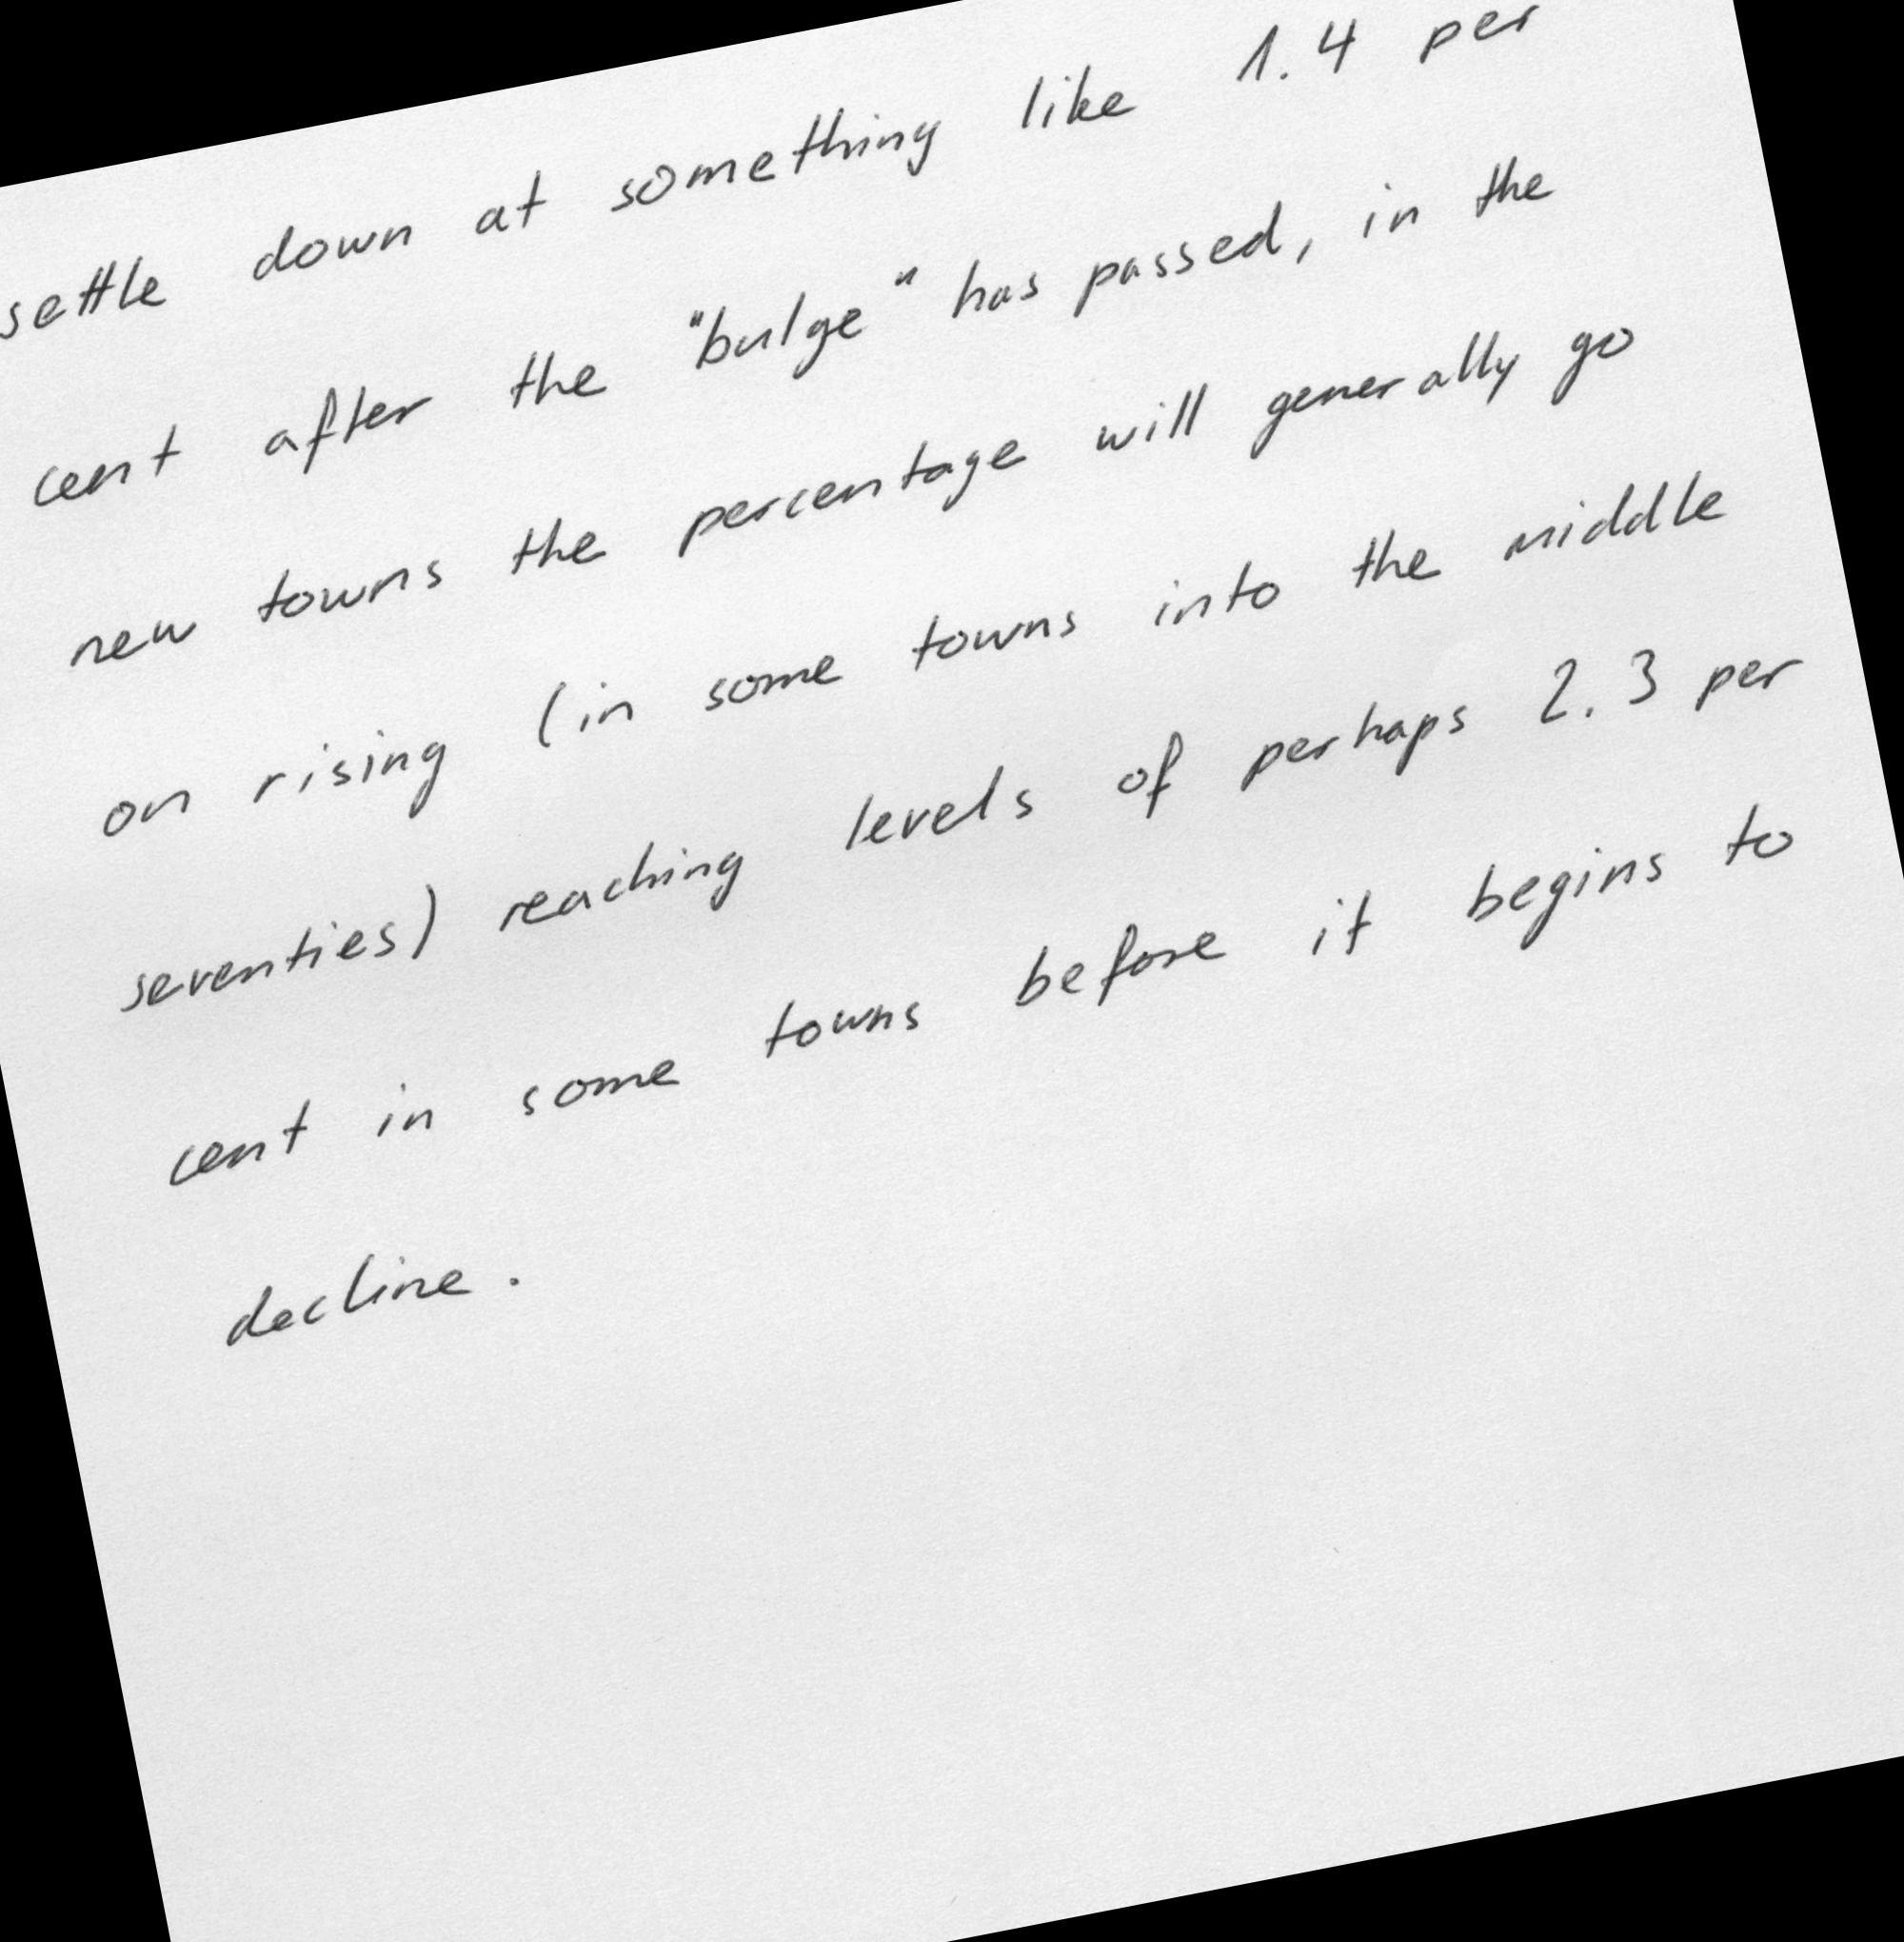 settle down at something like 1.4 per
cent after the "bulge" has passed, in the
new towns the percentage will generally go
on rising (in some towns into the middle
seventies) reaching levels of perhaps 2.3 per
cent in some towns before it begins to
decline.